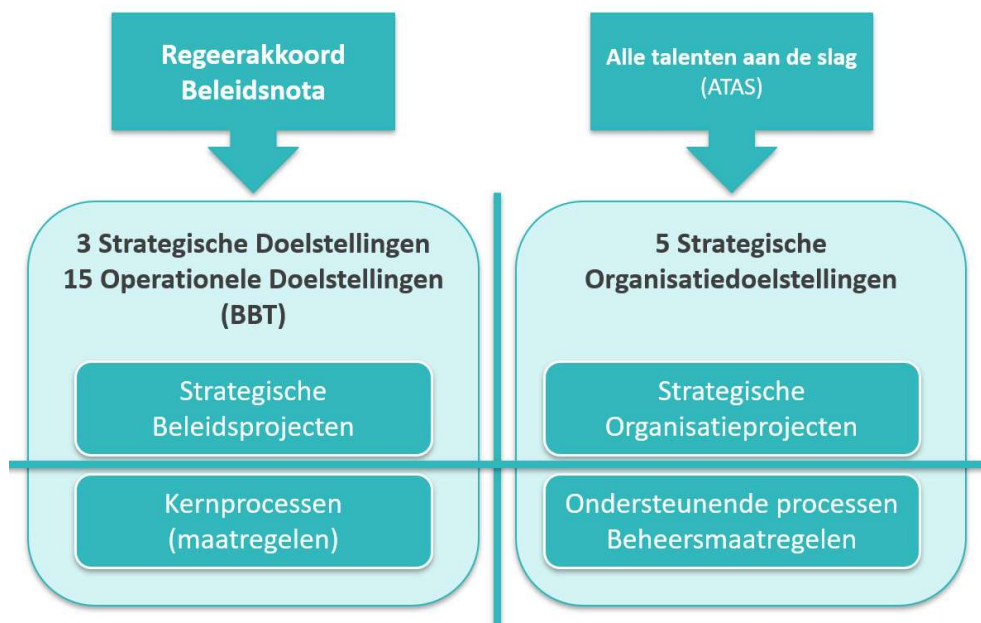 Regeerakkoord
Beleidsnota
Alle talenten aan de slag
(ATAS)
3 Strategische Doelstellingen
15 Operationele Doelstellingen
(BBT)
Strategische
Beleidsprojecten
Kernprocessen
(maatregelen)
5 Strategische
Organisatiedoelstellingen
Strategische
Organisatieprojecten
Ondersteunende processen
Beheersmaatregelen